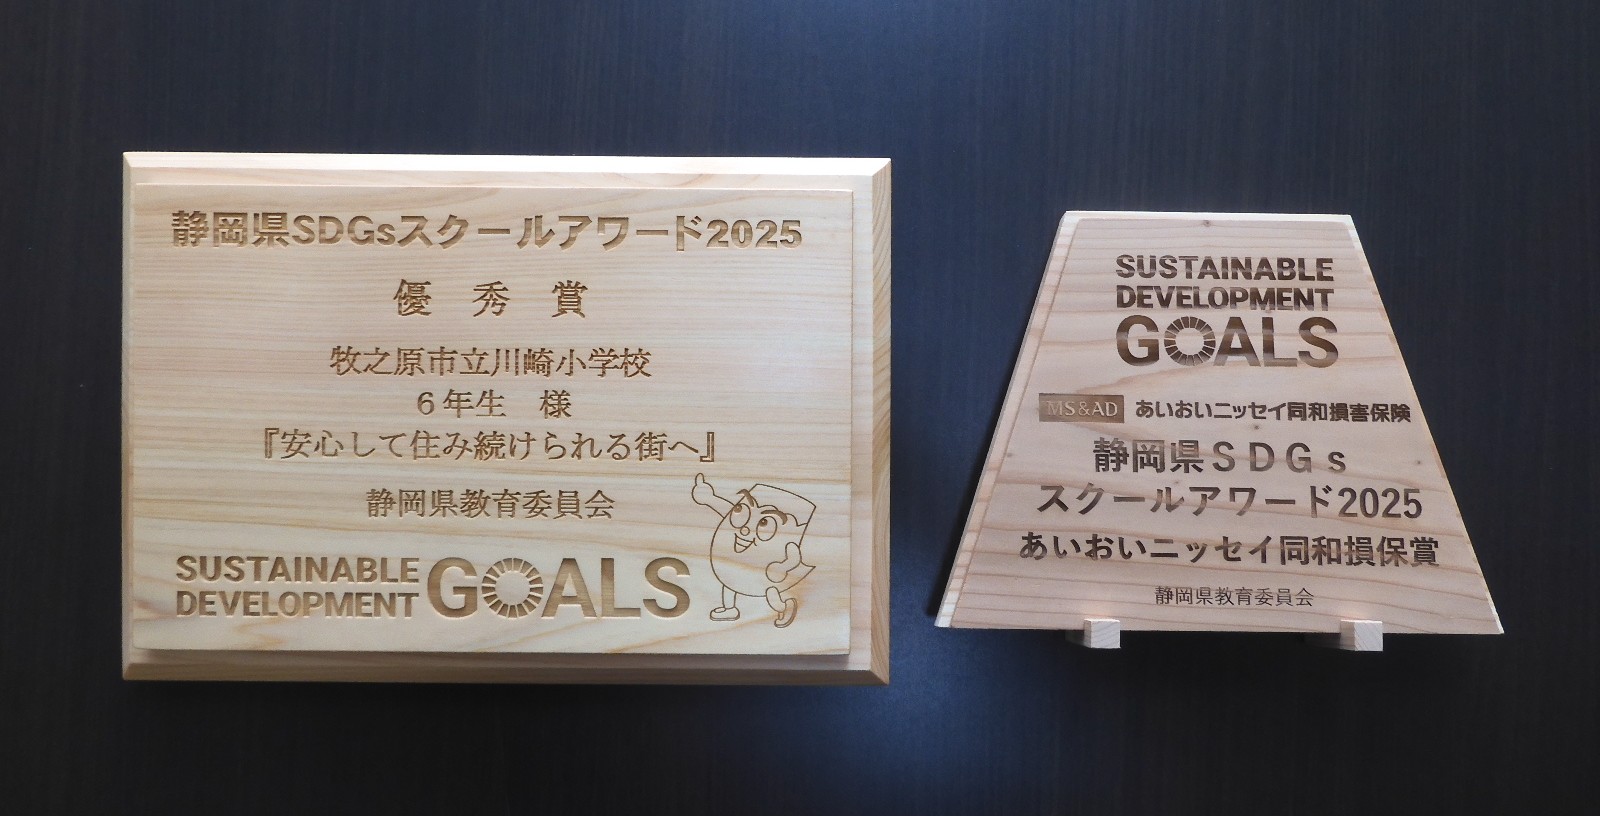 静岡県SDGsスクールアワード2025
優秀賞
牧之原市立川崎小学校
６年生　様
『安心して住み続けられる街へ』
静岡県教育委員会
SUSTAINABLE
DEVELOPMENT
GOALS
SUSTAINABLE
DEVELOPMENT
GOALS
MS&AD あいおいニッセイ同和損害保険
静岡県ＳＤＧｓ
スクールアワード2025
あいおいニッセイ同和損保賞
静岡県教育委員会